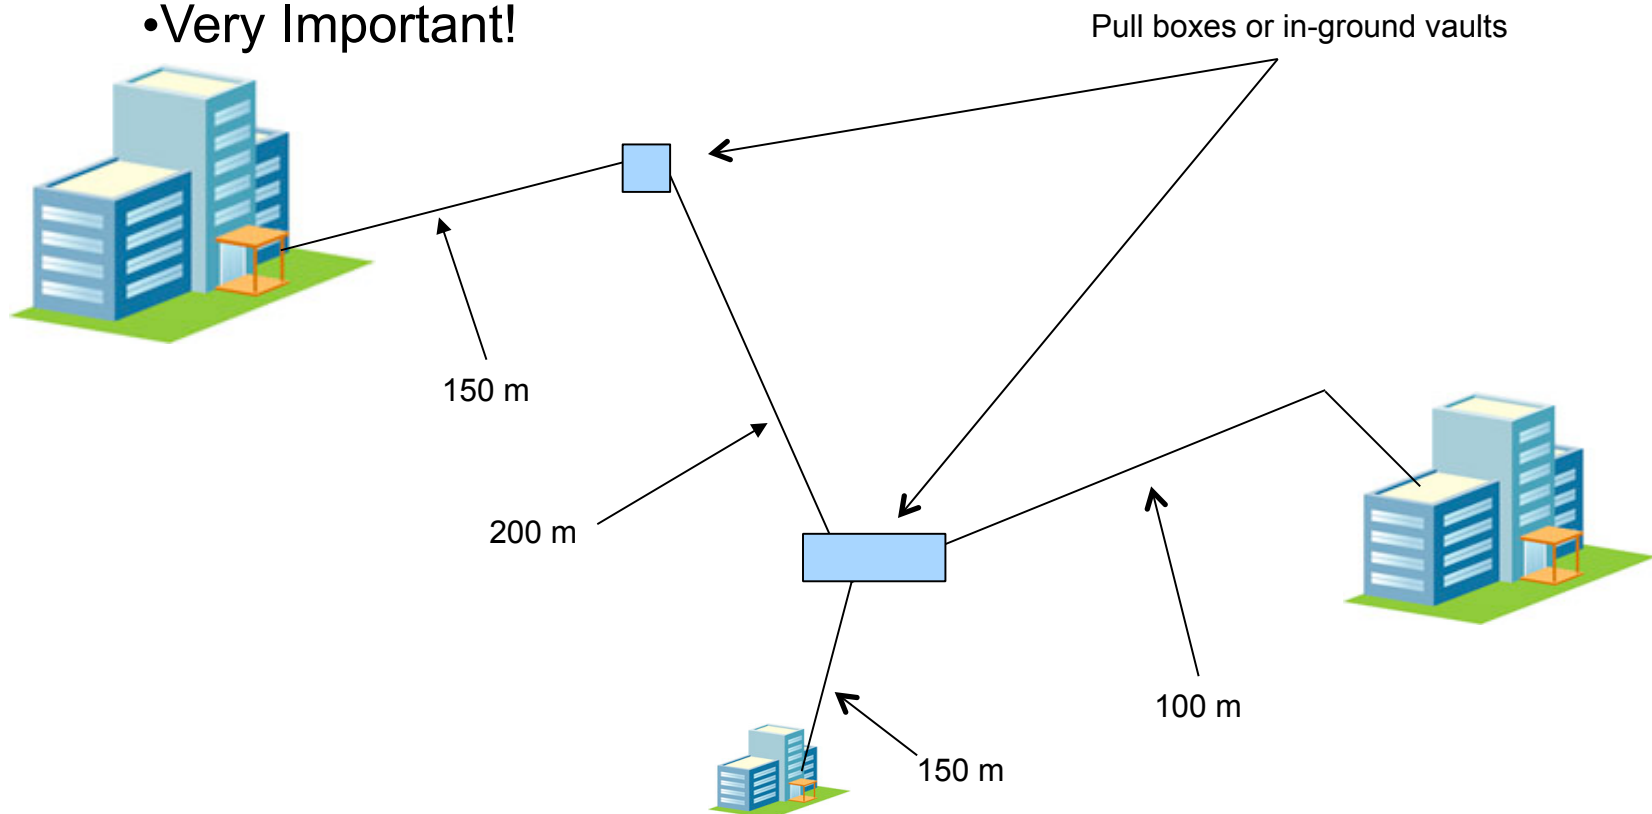 •Very Important!
Pull boxes or in-ground vaults
150 m
200 m
100 m
150 m